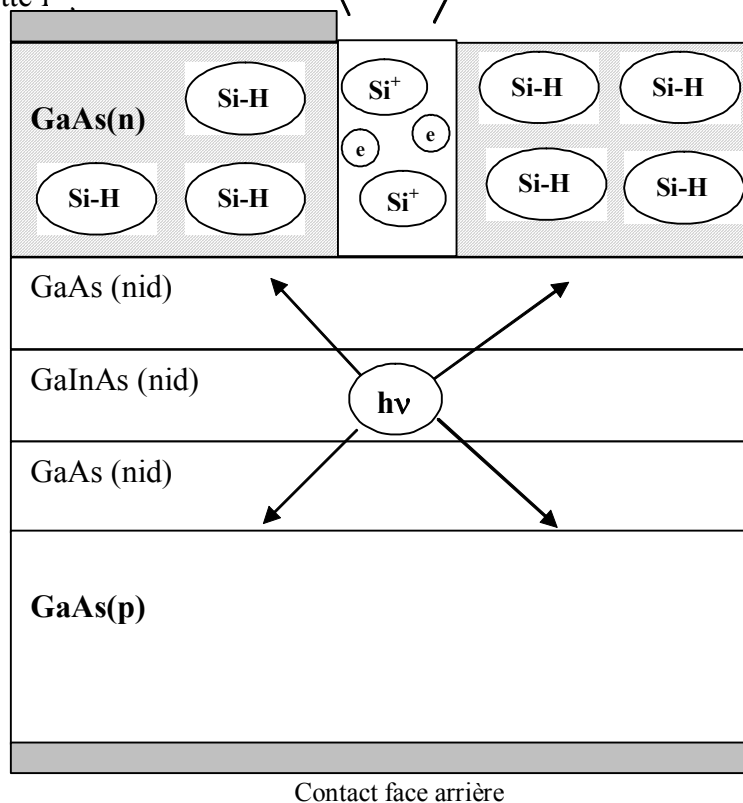 Si-H
Si⁺
Si-H
Si-H
GaAs(n)
e
e
Si-H
Si-H
Si⁺
Si-H
Si-H
GaAs (nid)
GaInAs (nid)
hν
GaAs (nid)
GaAs(p)
Contact face arrière